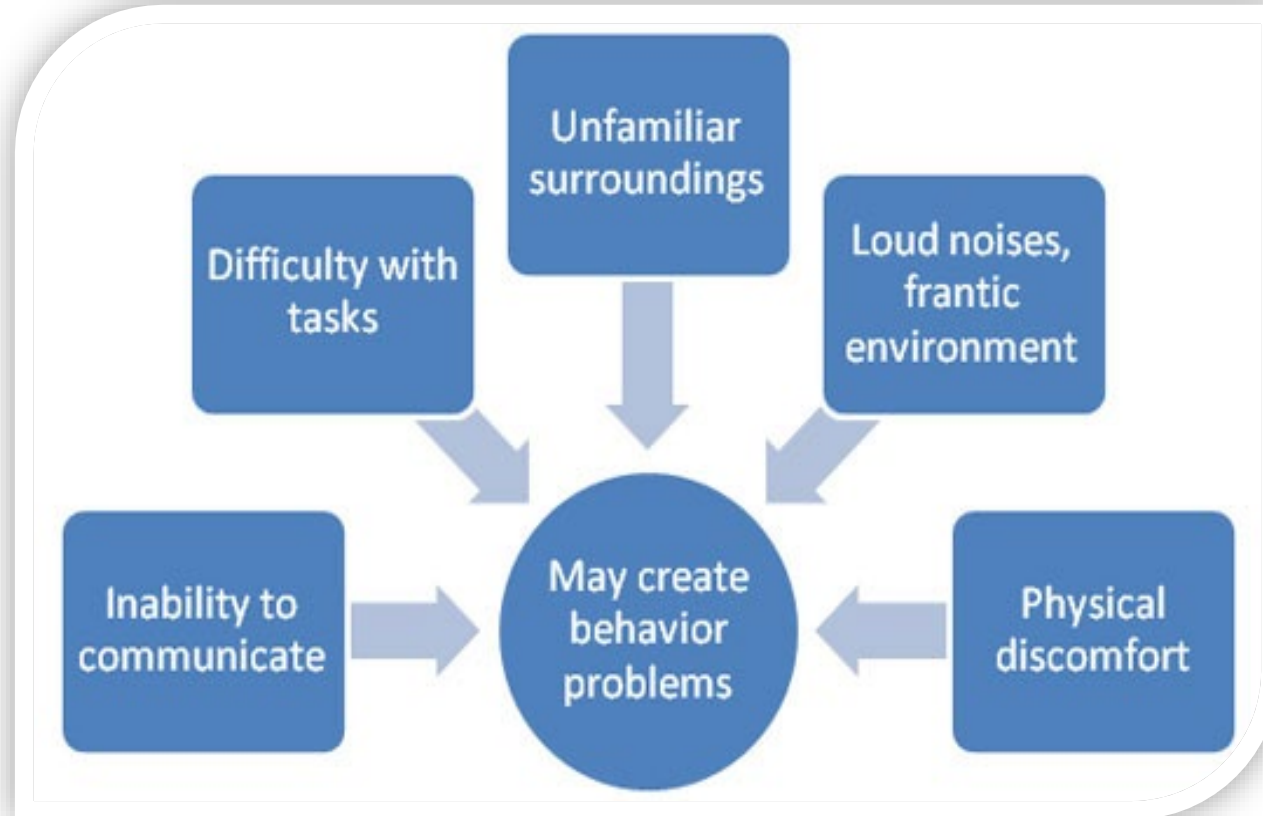 Unfamiliar
surroundings
Difficulty with
tasks
Loud noises,
frantic
environment
Inability to
communicate
May create
behavior
problems
Physical
discomfort